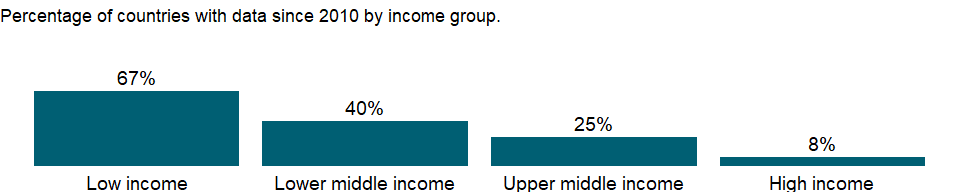 Percentage of countries with data since 2010 by income group.
67%
40%
25%
8%
Low income
Lower middle income
Upper middle income
High income